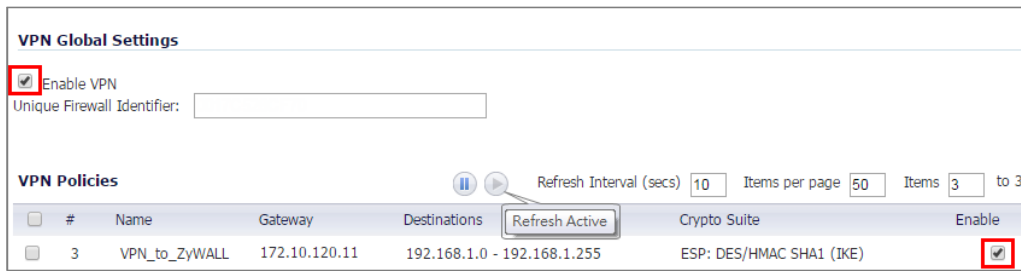 VPN Global Settings
Enable VPN
Unique Firewall Identifier:
VPN Policies Refresh Interval (secs) 10 Items per page 50 Items 3 to 3
# Name Gateway Destinations Refresh Active Crypto Suite Enable
3 VPN_to_ZyWALL 172.10.120.11 192.168.1.0 - 192.168.1.255 ESP: DES/HMAC SHA1 (IKE)